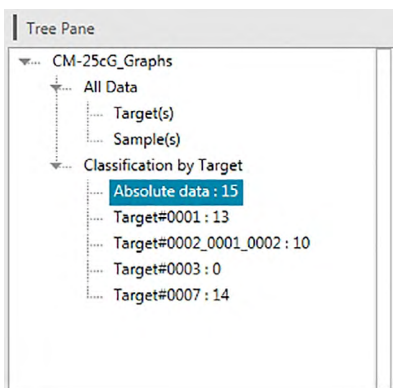 Tree Pane
CM-25cG_Graphs
All Data
Target(s)
Sample(s)
Classification by Target
Absolute data : 15
Target#0001 : 13
Target#0002_0001_0002 : 10
Target#0003 : 0
Target#0007 : 14